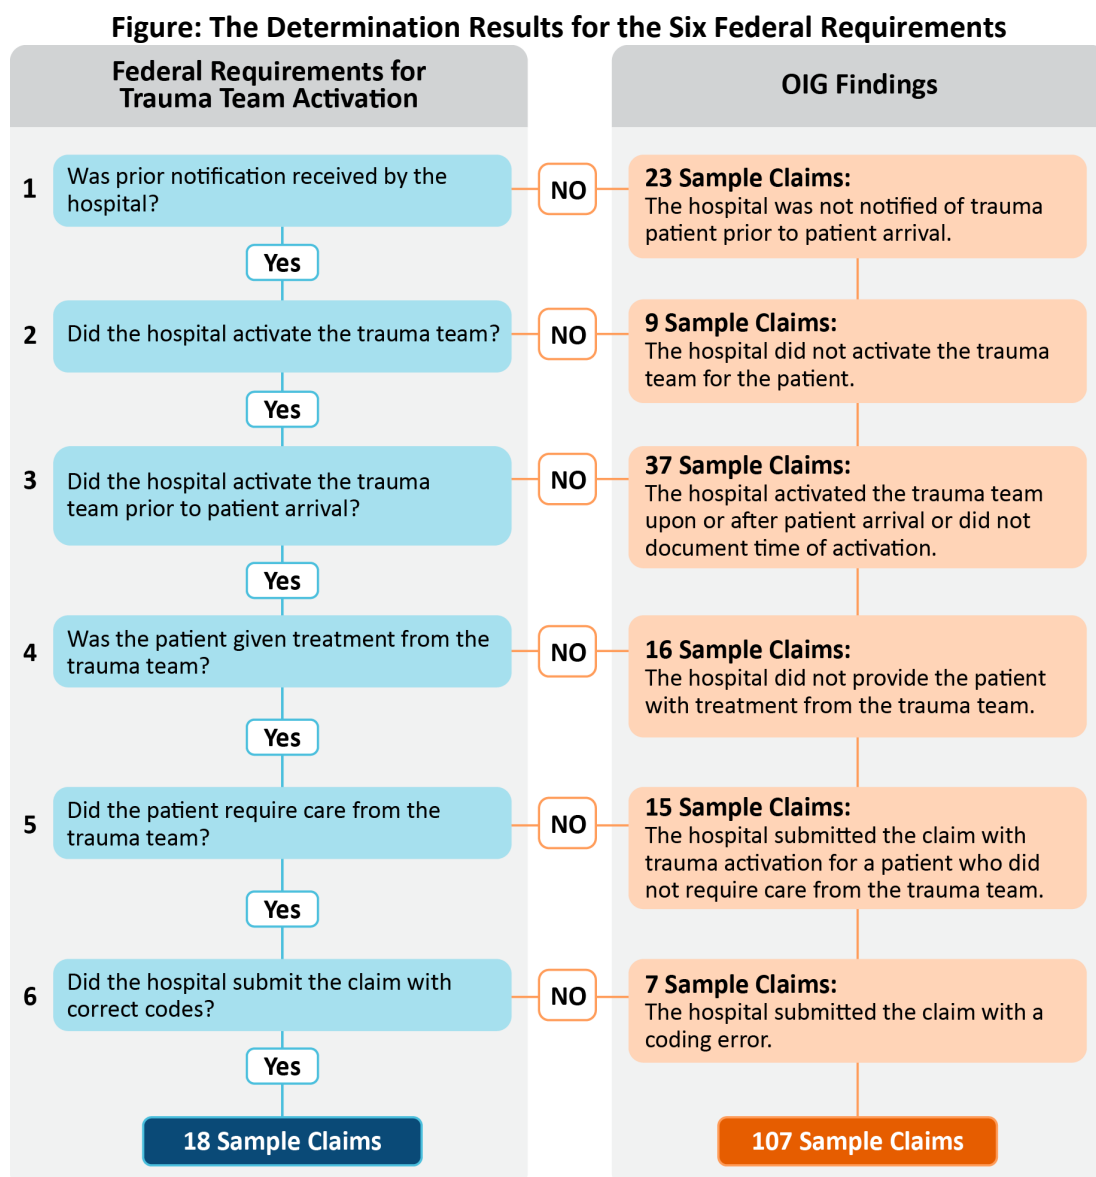 Figure: The Determination Results for the Six Federal Requirements
Federal Requirements for
Trauma Team Activation
OIG Findings
1
Was prior notification received by the
hospital?
NO
23 Sample Claims:
The hospital was not notified of trauma
patient prior to patient arrival.
Yes
2
Did the hospital activate the trauma team?
NO
9 Sample Claims:
The hospital did not activate the trauma
team for the patient.
Yes
3
Did the hospital activate the trauma
team prior to patient arrival?
NO
37 Sample Claims:
The hospital activated the trauma team
upon or after patient arrival or did not
document time of activation.
Yes
4
Was the patient given treatment from the
trauma team?
NO
16 Sample Claims:
The hospital did not provide the patient
with treatment from the trauma team.
Yes
5
Did the patient require care from the
trauma team?
NO
15 Sample Claims:
The hospital submitted the claim with
trauma activation for a patient who did
not require care from the trauma team.
Yes
6
Did the hospital submit the claim with
correct codes?
NO
7 Sample Claims:
The hospital submitted the claim with a
coding error.
Yes
18 Sample Claims
107 Sample Claims